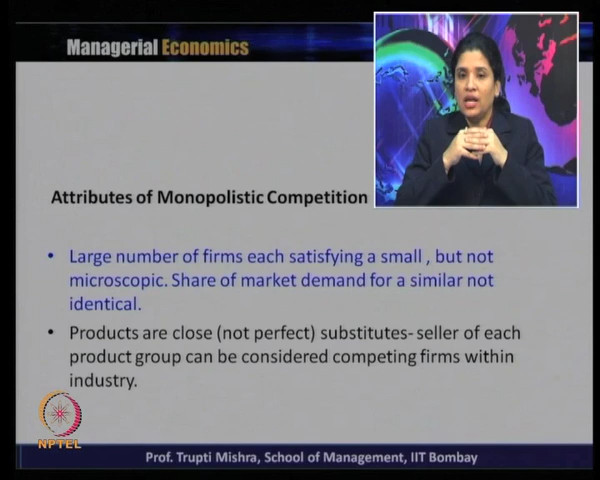 Managerial Economics
Attributes of Monopolistic Competition
• Large number of firms each satisfying a small , but not
microscopic. Share of market demand for a similar not
identical.
• Products are close (not perfect) substitutes- seller of each
product group can be considered competing firms within
industry.
NPTEL
Prof. Trupti Mishra, School of Management, IIT Bombay